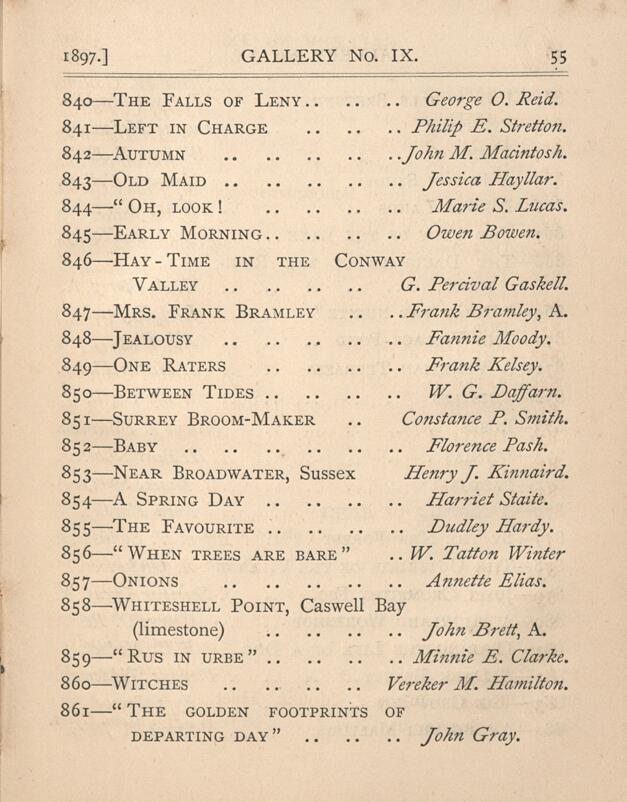 1897.] GALLERY No. IX. 55
840—The Falls of Leny.. .. .. George O. Reid.
841—Left in Charge .. .. .. Philip E. Stretton.
842—Autumn .. .. .. .. ..John M. Macintosh.
843—Old Maid .. .. .. .. .. Jessica Hayllar.
844—“ Oh, look! .. .. .. .. Marie S. Lucas.
845—Early Morning.. .. .. .. Owen Bowen.
846—Hay-Time in the Conway
Valley .. .. .. .. .. G. Percival Gaskell.
847—Mrs. Frank Bramley .. ..Frank Bramley, A.
848—Jealousy .. .. .. .. .. Fannie Moody.
849—One Raters .. .. .. .. Frank Kelsey.
850—Between Tides .. .. .. .. W. G. Daffarn.
851—Surrey Broom-Maker .. Constance P. Smith.
852—Baby .. .. .. .. .. .. Florence Pash.
853—Near Broadwater, Sussex Henry J. Kinnaird.
854—A Spring Day .. .. .. .. Harriet Staite.
855—The Favourite .. .. .. .. Dudley Hardy.
856—“ When trees are bare ” .. W. Tatton Winter
857—Onions .. .. .. .. .. Annette Elias.
858—Whiteshell Point, Caswell Bay
(limestone) .. .. .. .. John Brett, A.
859—“ Rus in urbe ” .. .. .. .. Minnie E. Clarke.
860—Witches .. .. .. .. Vereker M. Hamilton.
861—“ The golden footprints of
departing day ” .. .. .. John Gray.